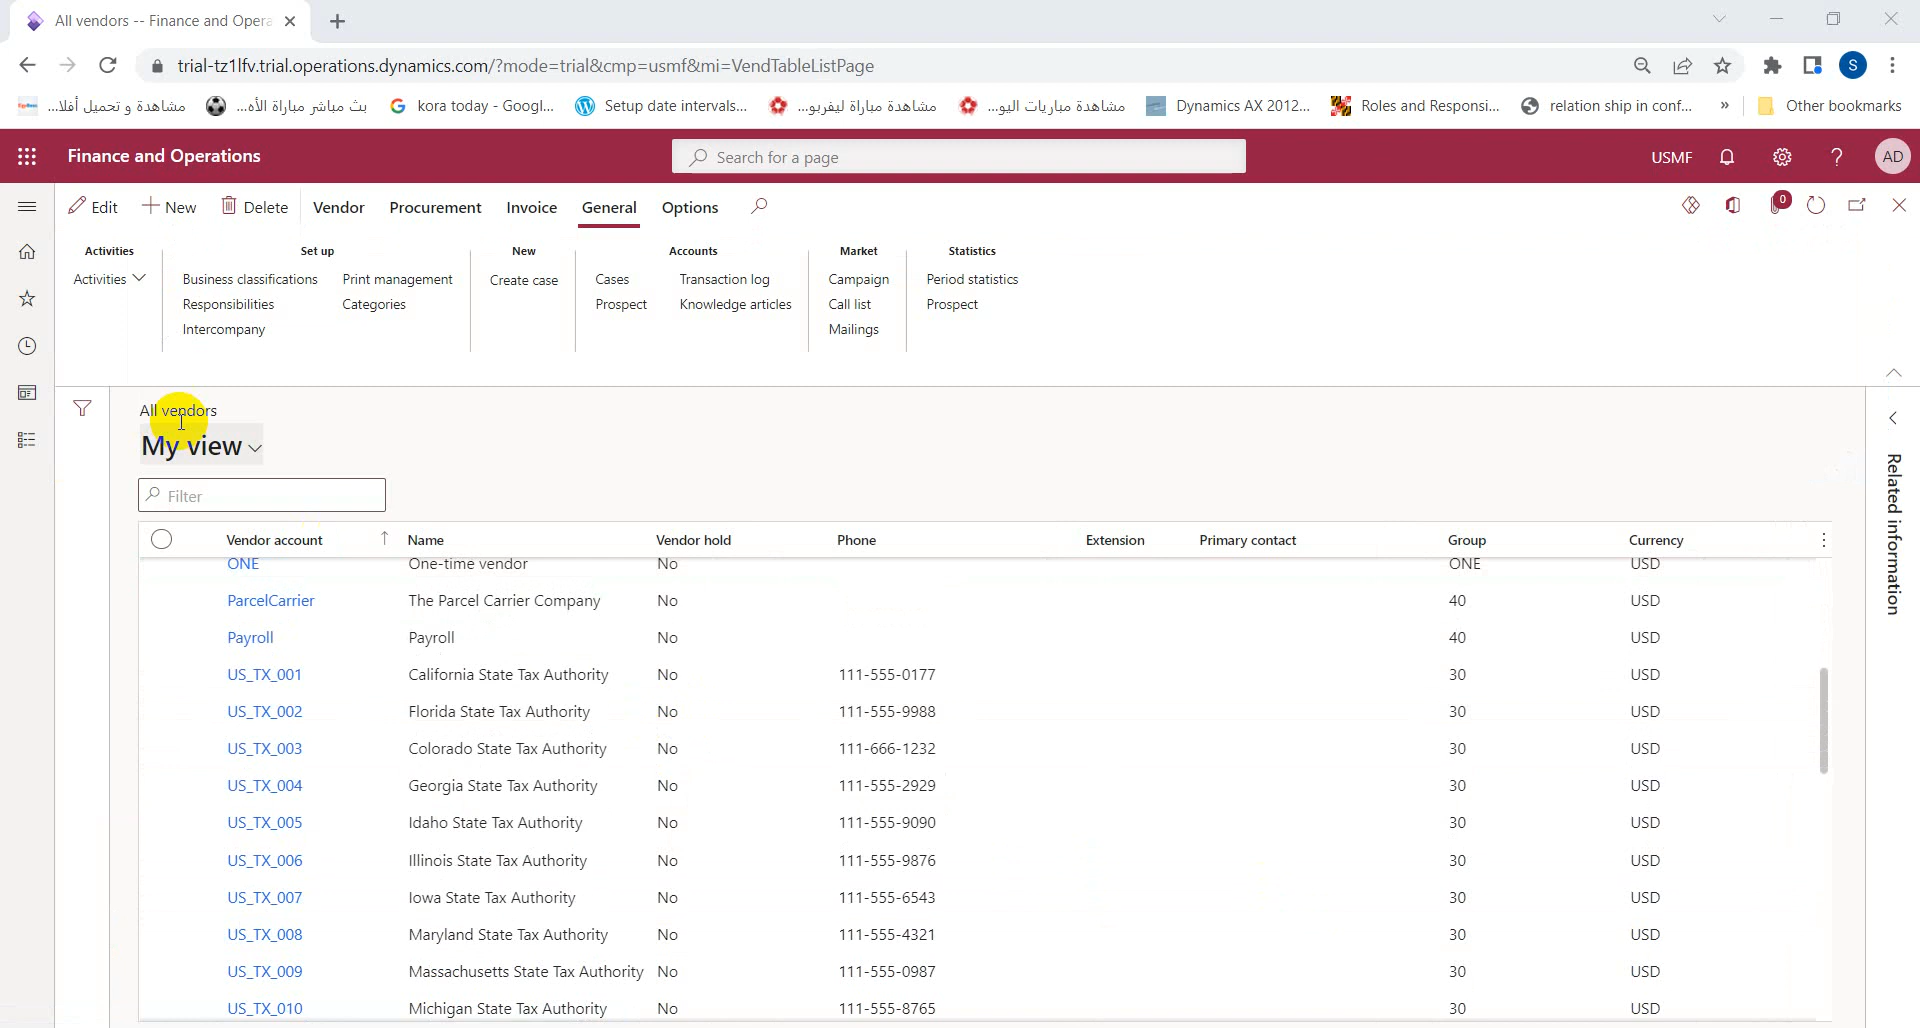 All vendors -- Finance and Opera
trial-tz1lfv.trial.operations.dynamics.com/?mode=trial&cmp=usmf&mi=VendTableListPage
S
مشاهدة و تحميل أفلا...
بث مباشر مباراة الأه...
kora today - Googl...
Setup date intervals...
مشاهدة مباراة ليفربو...
مشاهدة مباريات اليو...
Dynamics AX 2012...
Roles and Responsi...
relation ship in conf...
»
Other bookmarks
Finance and Operations
Search for a page
USMF
?
AD
Edit
New
Delete
Vendor
Procurement
Invoice
General
Options
0
Activities
Set up
New
Accounts
Market
Statistics
Activities
Business classifications
Print management
Create case
Cases
Transaction log
Campaign
Period statistics
Responsibilities
Categories
Prospect
Knowledge articles
Call list
Prospect
Intercompany
Mailings
All vendors
My view
Filter
Related information
Vendor account ↑ Name Vendor hold Phone Extension Primary contact Group Currency
ONE One-time vendor No ONE USD
ParcelCarrier The Parcel Carrier Company No 40 USD
Payroll Payroll No 40 USD
US_TX_001 California State Tax Authority No 111-555-0177 30 USD
US_TX_002 Florida State Tax Authority No 111-555-9988 30 USD
US_TX_003 Colorado State Tax Authority No 111-666-1232 30 USD
US_TX_004 Georgia State Tax Authority No 111-555-2929 30 USD
US_TX_005 Idaho State Tax Authority No 111-555-9090 30 USD
US_TX_006 Illinois State Tax Authority No 111-555-9876 30 USD
US_TX_007 Iowa State Tax Authority No 111-555-6543 30 USD
US_TX_008 Maryland State Tax Authority No 111-555-4321 30 USD
US_TX_009 Massachusetts State Tax Authority No 111-555-0987 30 USD
US_TX_010 Michigan State Tax Authority No 111-555-8765 30 USD